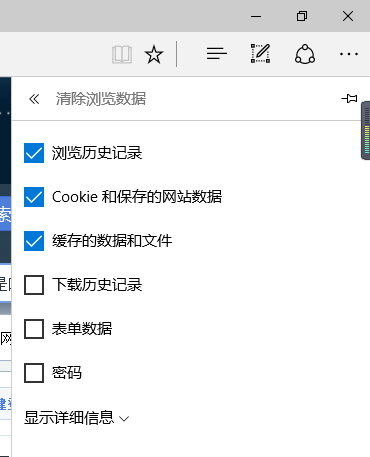 清除浏览数据
浏览历史记录
Cookie 和保存的网站数据
缓存的数据和文件
下载历史记录
表单数据
密码
显示详细信息
索
网